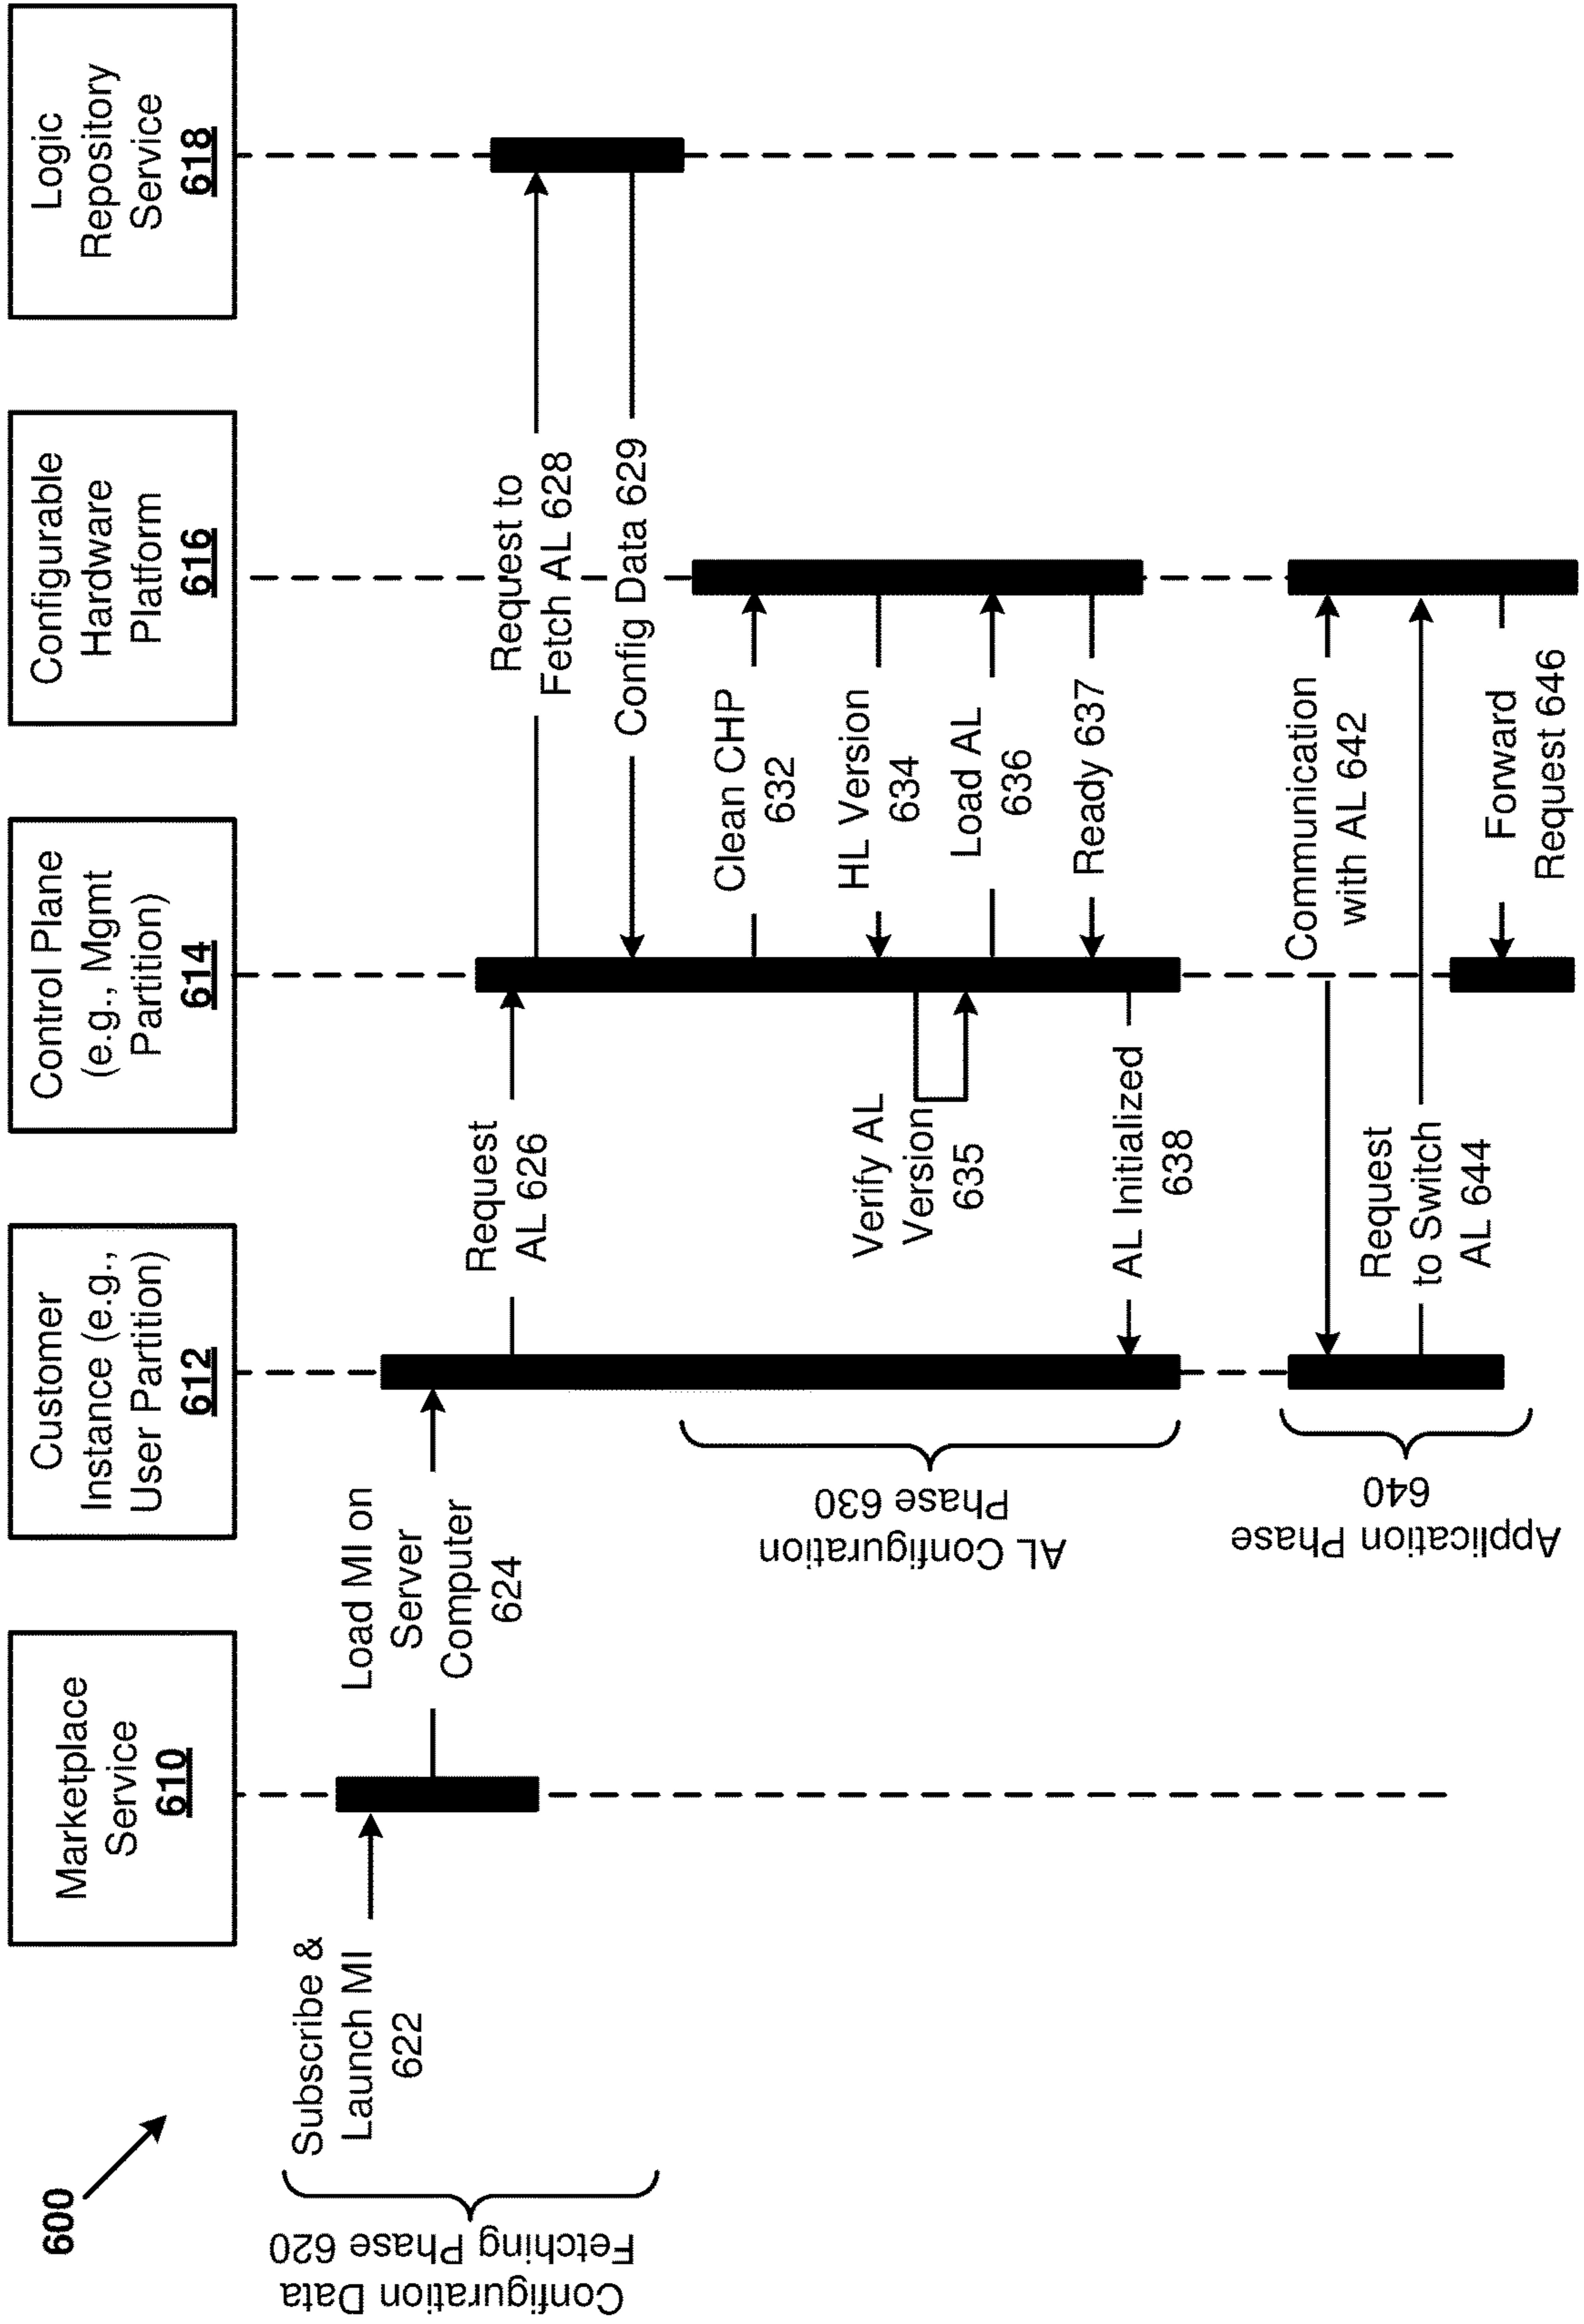 600
Marketplace
Service
610
Customer
Instance (e.g.,
User Partition)
612
Control Plane
(e.g., Mgmt
Partition)
614
Configurable
Hardware
Platform
616
Logic
Repository
Service
618
Configuration Data
Fetching Phase 620
Subscribe &
Launch MI
622
Load MI on
Server
Computer
624
Request
AL 626
Request to
Fetch AL 628
Config Data 629
AL Configuration
Phase 630
Clean CHP
632
HL Version
634
Verify AL
Version
635
Load AL
636
Ready 637
AL Initialized
638
Application Phase
640
Communication
with AL 642
Request
to Switch
AL 644
Forward
Request 646